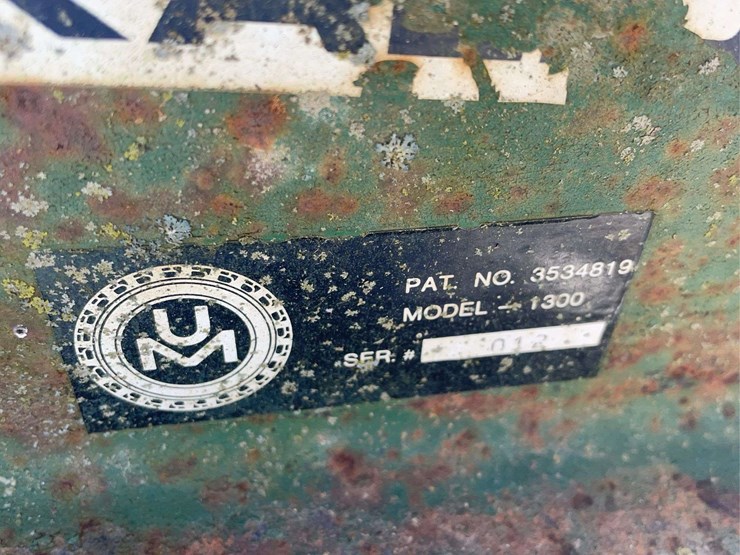 UM
PAT. NO. 3534819
MODEL - 1300
SER. # 012